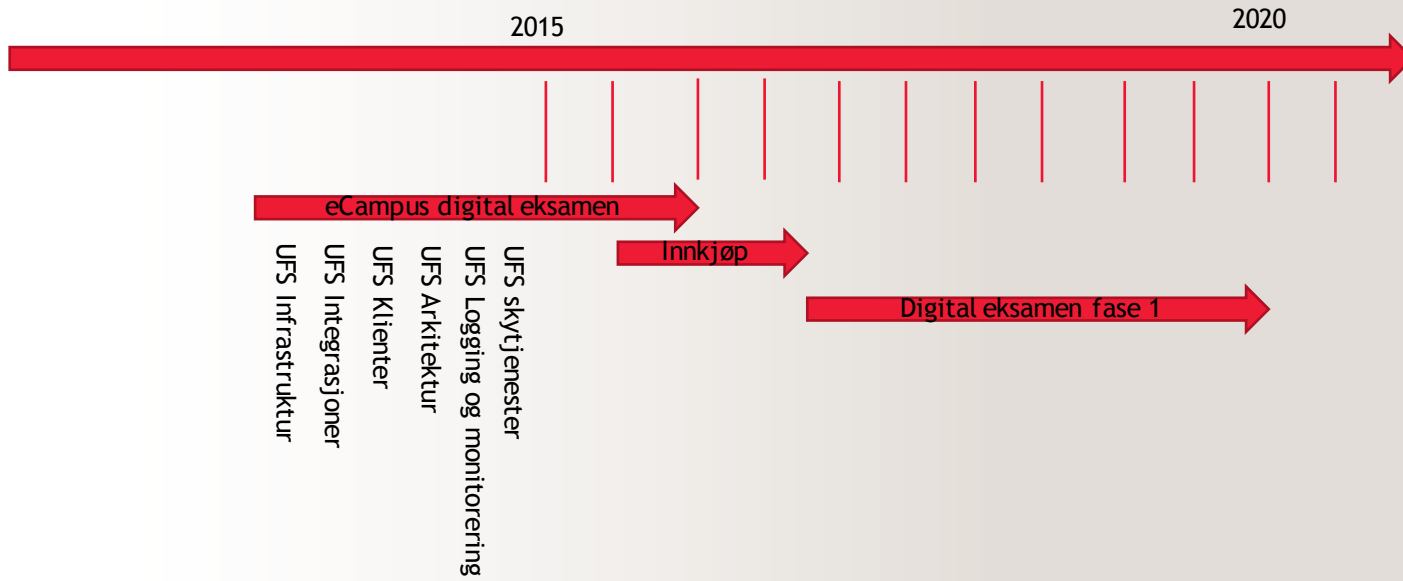 2015
2020
eCampus digital eksamen
Innkjøp
Digital eksamen fase 1
UFS Infrastruktur
UFS Integrasjoner
UFS Klienter
UFS Arkitektur
UFS Logging og monitorering
UFS skytjenester